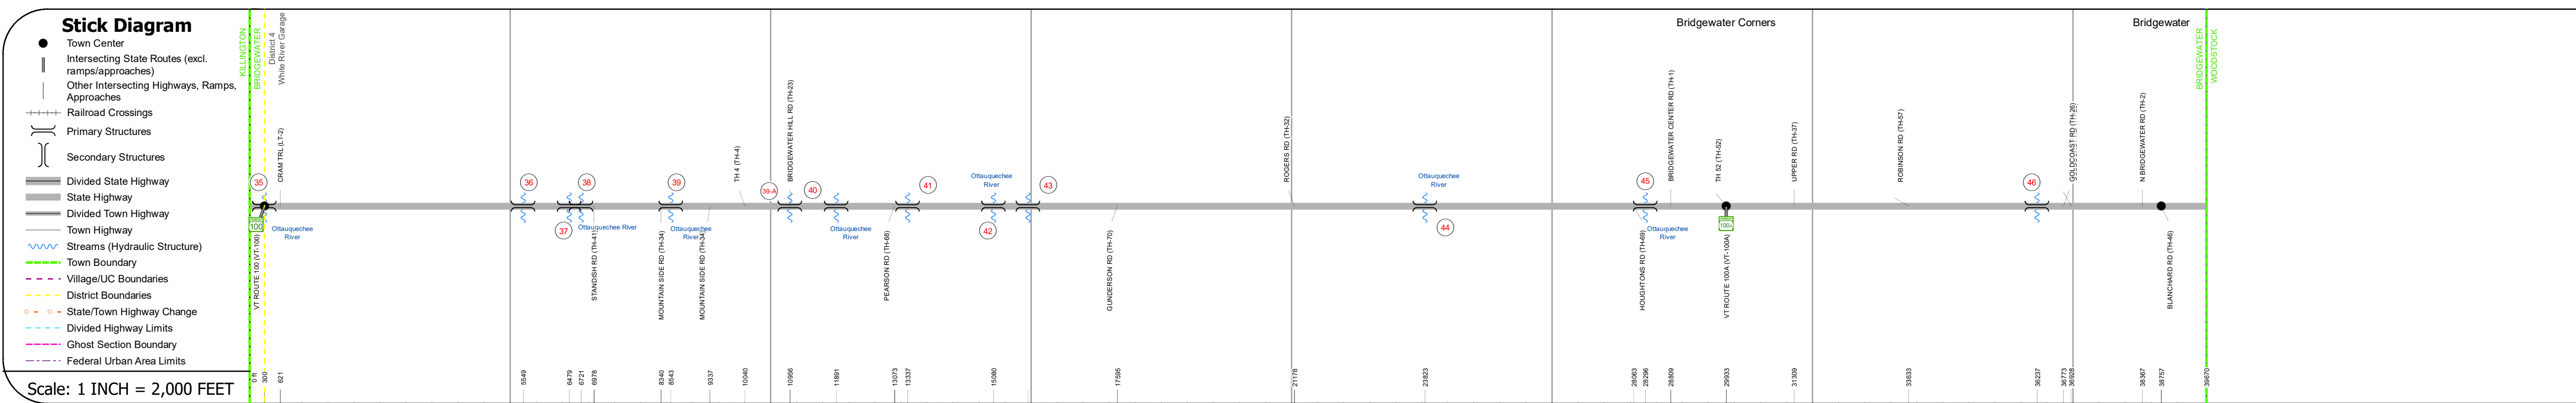 Stick Diagram
Town Center
Intersecting State Routes (excl.
ramps/approaches)
Other Intersecting Highways, Ramps,
Approaches
Railroad Crossings
Primary Structures
Secondary Structures
Divided State Highway
State Highway
Divided Town Highway
Town Highway
Streams (Hydraulic Structure)
Town Boundary
Village/UC Boundaries
District Boundaries
State/Town Highway Change
Divided Highway Limits
Ghost Section Boundary
Federal Urban Area Limits
Scale: 1 INCH = 2,000 FEET
KILLINGTON
BRIDGEWATER
District 4
White River Garage
Bridgewater Corners
Bridgewater
BRIDGEWATER
WOODSTOCK
CRAM TRL (LT-2)
TH 4 (TH-4)
BRIDGEWATER HILL RD (TH-23)
ROGERS RD (TH-32)
BRIDGEWATER CENTER RD (TH-1)
TH 52 (TH-52)
UPPER RD (TH-37)
ROBINSON RD (TH-57)
GOLDCOAST RD (TH-26)
N BRIDGEWATER RD (TH-2)
35
36
38
39
39-A
40
41
Ottauquechee
River
43
Ottauquechee
River
45
46
100
Ottauquechee
River
37
Ottauquechee River
Ottauquechee
River
Ottauquechee
River
42
44
Ottauquechee
River
100A
VT ROUTE 100 (VT-100)
STANDISH RD (TH-41)
MOUNTAIN SIDE RD (TH-34)
MOUNTAIN SIDE RD (TH-34)
PEARSON RD (TH-68)
GUNDERSON RD (TH-70)
HOUGHTONS RD (TH-69)
VT ROUTE 100A (VT-100A)
BLANCHARD RD (TH-46)
0 ft
300
621
5549
6479
6721
6978
8340
8543
9337
10040
10956
11891
13073
13337
15080
17595
21178
23823
28063
28296
28809
29933
31309
33633
36237
36773
36928
38367
38757
39670